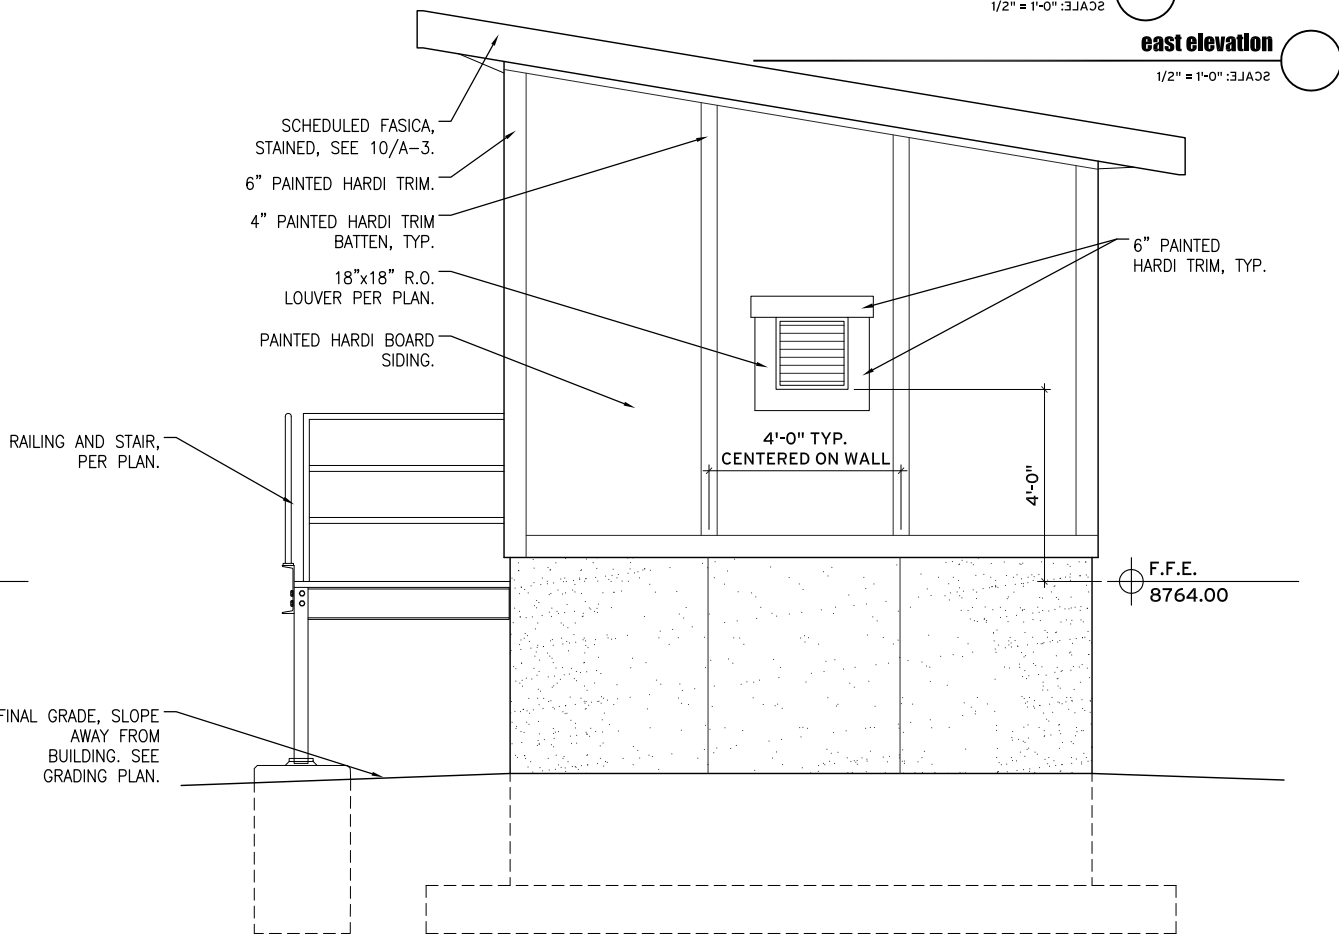 1/2" = 1'-0" :SCALE
east elevation
1/2" = 1'-0" :SCALE
SCHEDULED FASICA,
STAINED, SEE 10/A-3.
6" PAINTED HARDI TRIM.
4" PAINTED HARDI TRIM
BATTEN, TYP.
18"x18" R.O.
LOUVER PER PLAN.
PAINTED HARDI BOARD
SIDING.
6" PAINTED
HARDI TRIM, TYP.
RAILING AND STAIR,
PER PLAN.
4'-0" TYP.
CENTERED ON WALL
4'-0"
F.F.E.
8764.00
FINAL GRADE, SLOPE
AWAY FROM
BUILDING. SEE
GRADING PLAN.